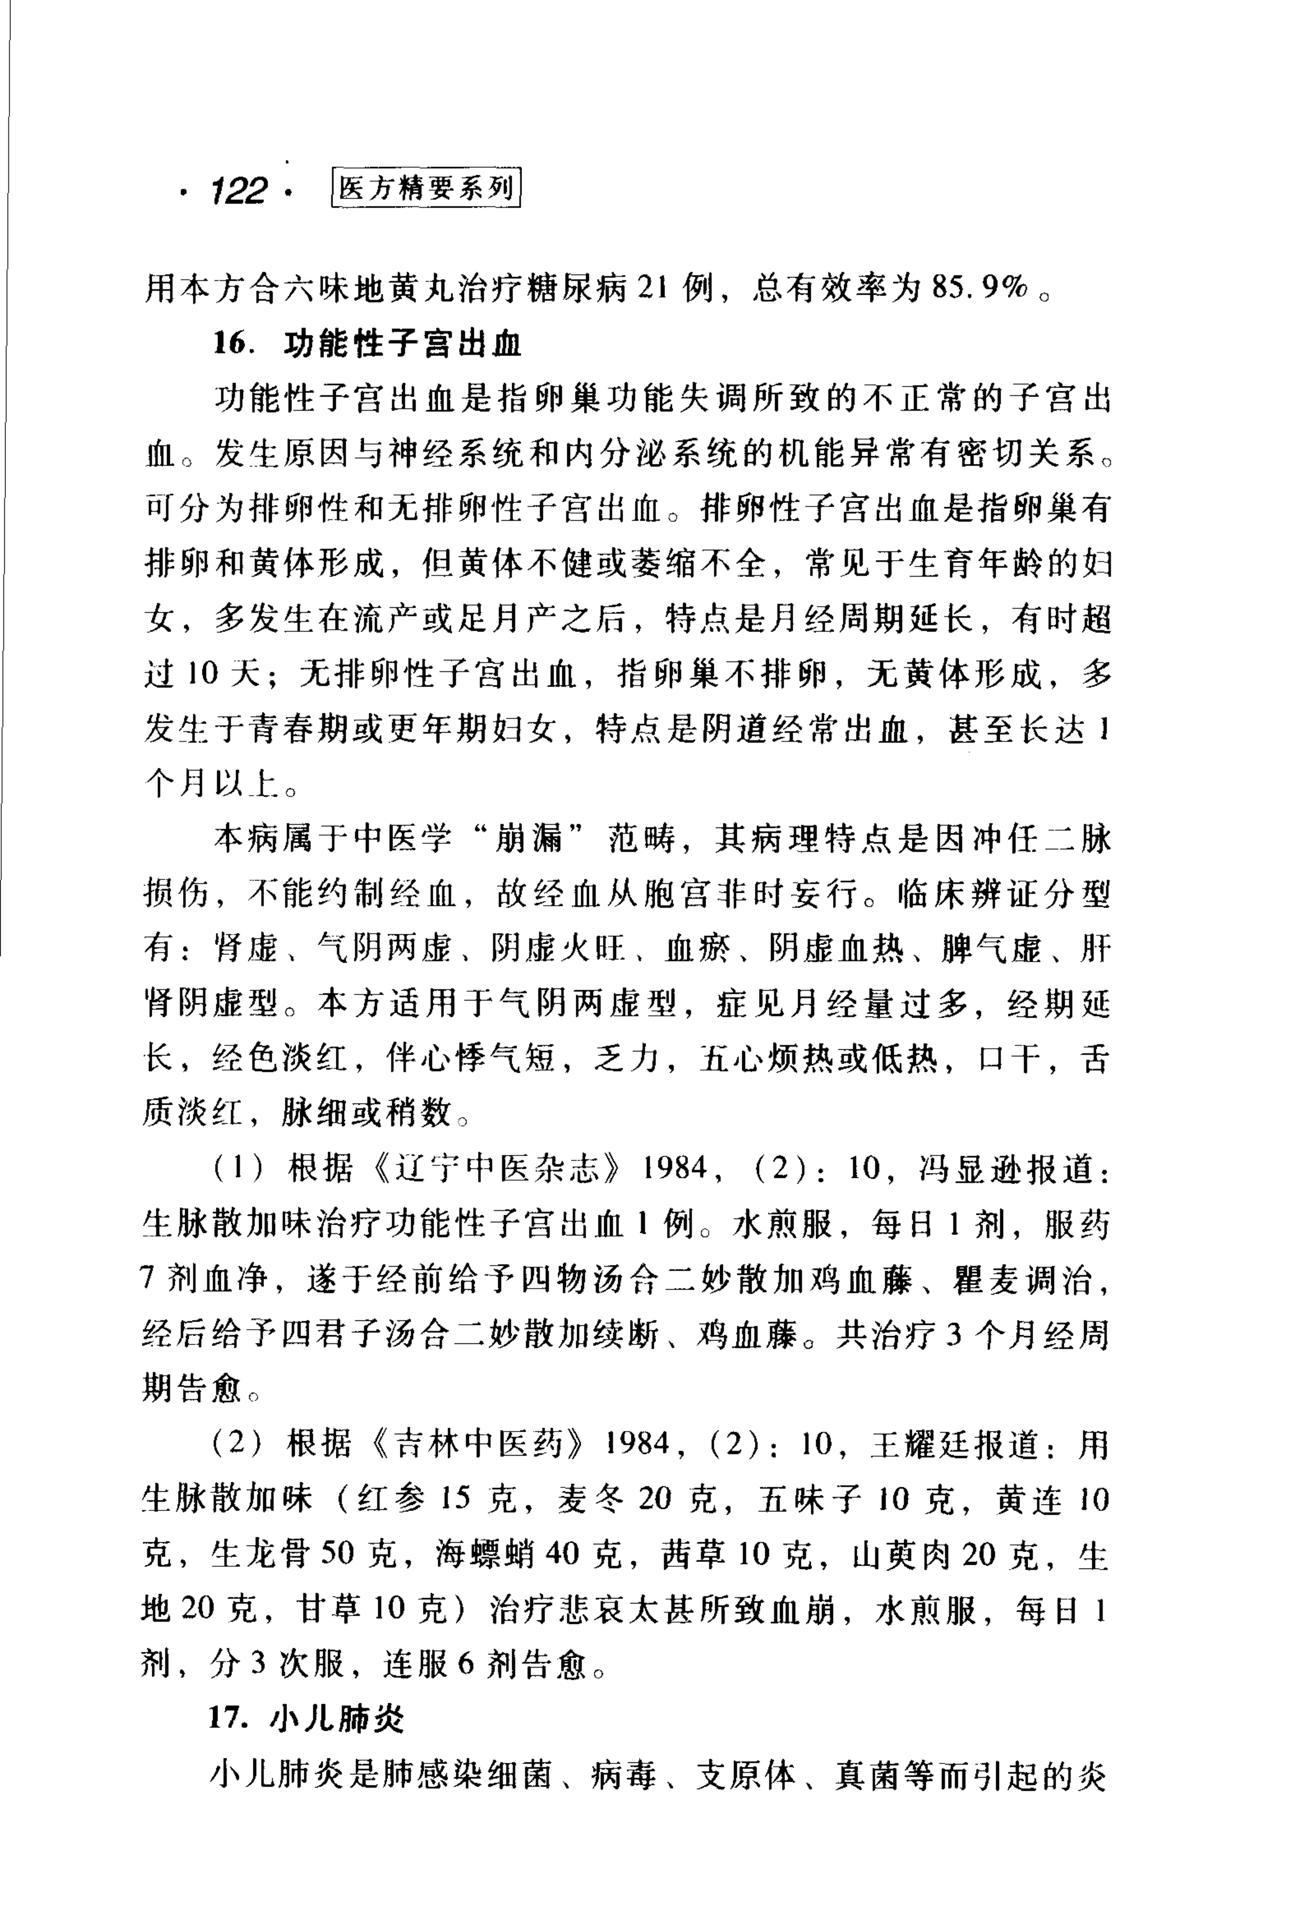 · 122 · 医方精要系列
用本方合六味地黄丸治疗糖尿病 21 例，总有效率为 85.9%。
16. 功能性子宫出血
功能性子宫出血是指卵巢功能失调所致的不正常的子宫出
血。发生原因与神经系统和内分泌系统的机能异常有密切关系。
可分为排卵性和无排卵性子宫出血。排卵性子宫出血是指卵巢有
排卵和黄体形成，但黄体不健或萎缩不全，常见于生育年龄的妇
女，多发生在流产或足月产之后，特点是月经周期延长，有时超
过 10 天；无排卵性子宫出血，指卵巢不排卵，无黄体形成，多
发生于青春期或更年期妇女，特点是阴道经常出血，甚至长达 1
个月以上。
本病属于中医学“崩漏”范畴，其病理特点是因冲任二脉
损伤，不能约制经血，故经血从胞宫非时妄行。临床辨证分型
有：肾虚、气阴两虚、阴虚火旺、血瘀、阴虚血热、脾气虚、肝
肾阴虚型。本方适用于气阴两虚型，症见月经量过多，经期延
长，经色淡红，伴心悸气短，乏力，五心烦热或低热，口干，舌
质淡红，脉细或稍数。
(1) 根据《辽宁中医杂志》1984，(2)：10，冯显逊报道：
生脉散加味治疗功能性子宫出血 1 例。水煎服，每日 1 剂，服药
7 剂血净，遂于经前给予四物汤合二妙散加鸡血藤、瞿麦调治，
经后给予四君子汤合二妙散加续断、鸡血藤。共治疗 3 个月经周
期告愈。
(2) 根据《吉林中医药》1984，(2)：10，王耀廷报道：用
生脉散加味（红参 15 克，麦冬 20 克，五味子 10 克，黄连 10
克，生龙骨 50 克，海螵蛸 40 克，茜草 10 克，山萸肉 20 克，生
地 20 克，甘草 10 克）治疗悲哀太甚所致血崩，水煎服，每日 1
剂，分 3 次服，连服 6 剂告愈。
17. 小儿肺炎
小儿肺炎是肺感染细菌、病毒、支原体、真菌等而引起的炎